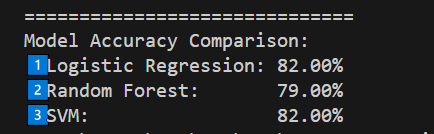 ==============================
Model Accuracy Comparison:
1 Logistic Regression: 82.00%
2 Random Forest: 79.00%
3 SVM: 82.00%